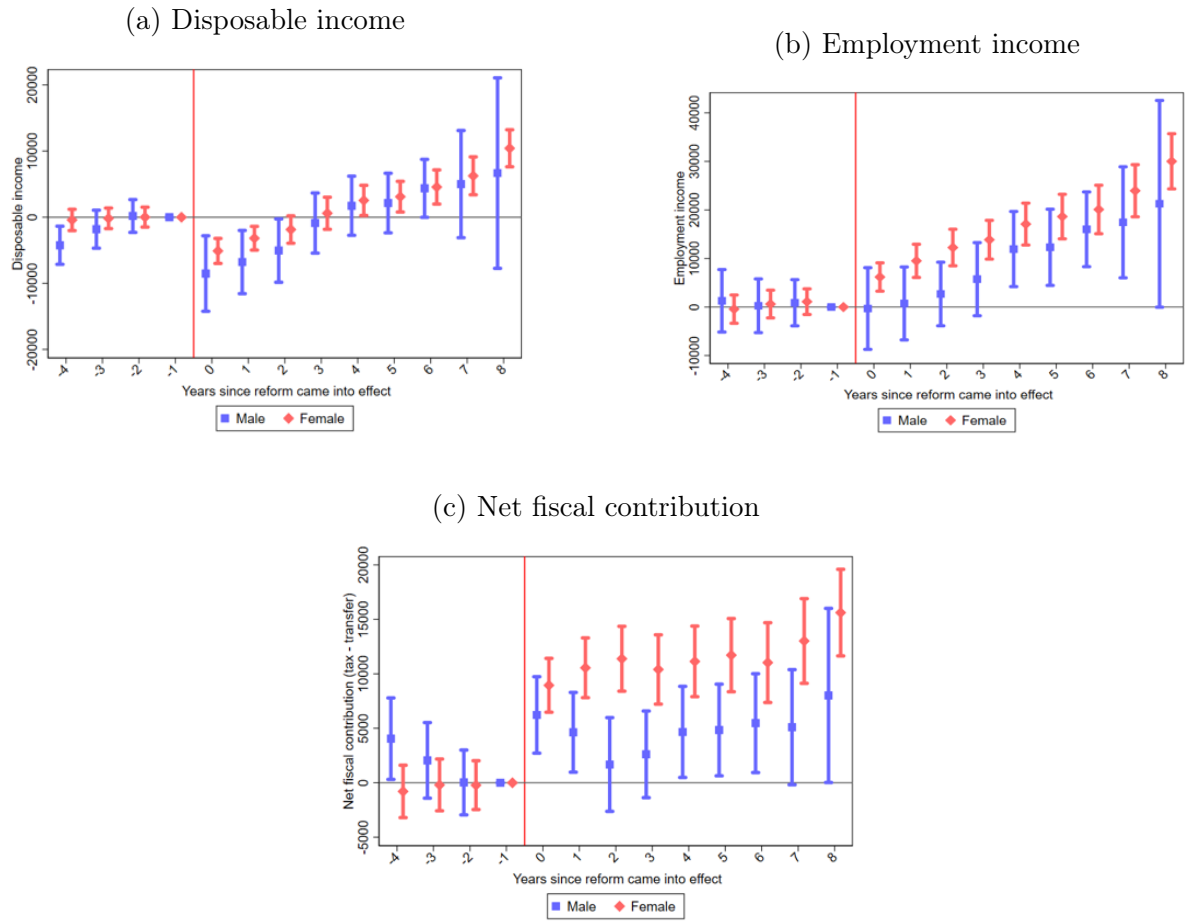 (a) Disposable income
Disposable income
20000
10000
0
-10000
-20000
-4 -3 -2 -1 0 1 2 3 4 5 6 7 8
Years since reform came into effect
Male Female
(b) Employment income
Employment income
40000
30000
20000
10000
0
-10000
-4 -3 -2 -1 0 1 2 3 4 5 6 7 8
Years since reform came into effect
Male Female
(c) Net fiscal contribution
Net fiscal contribution (tax - transfer)
20000
15000
10000
50000
0
-5000
-4 -3 -2 -1 0 1 2 3 4 5 6 7 8
Years since reform came into effect
Male Female